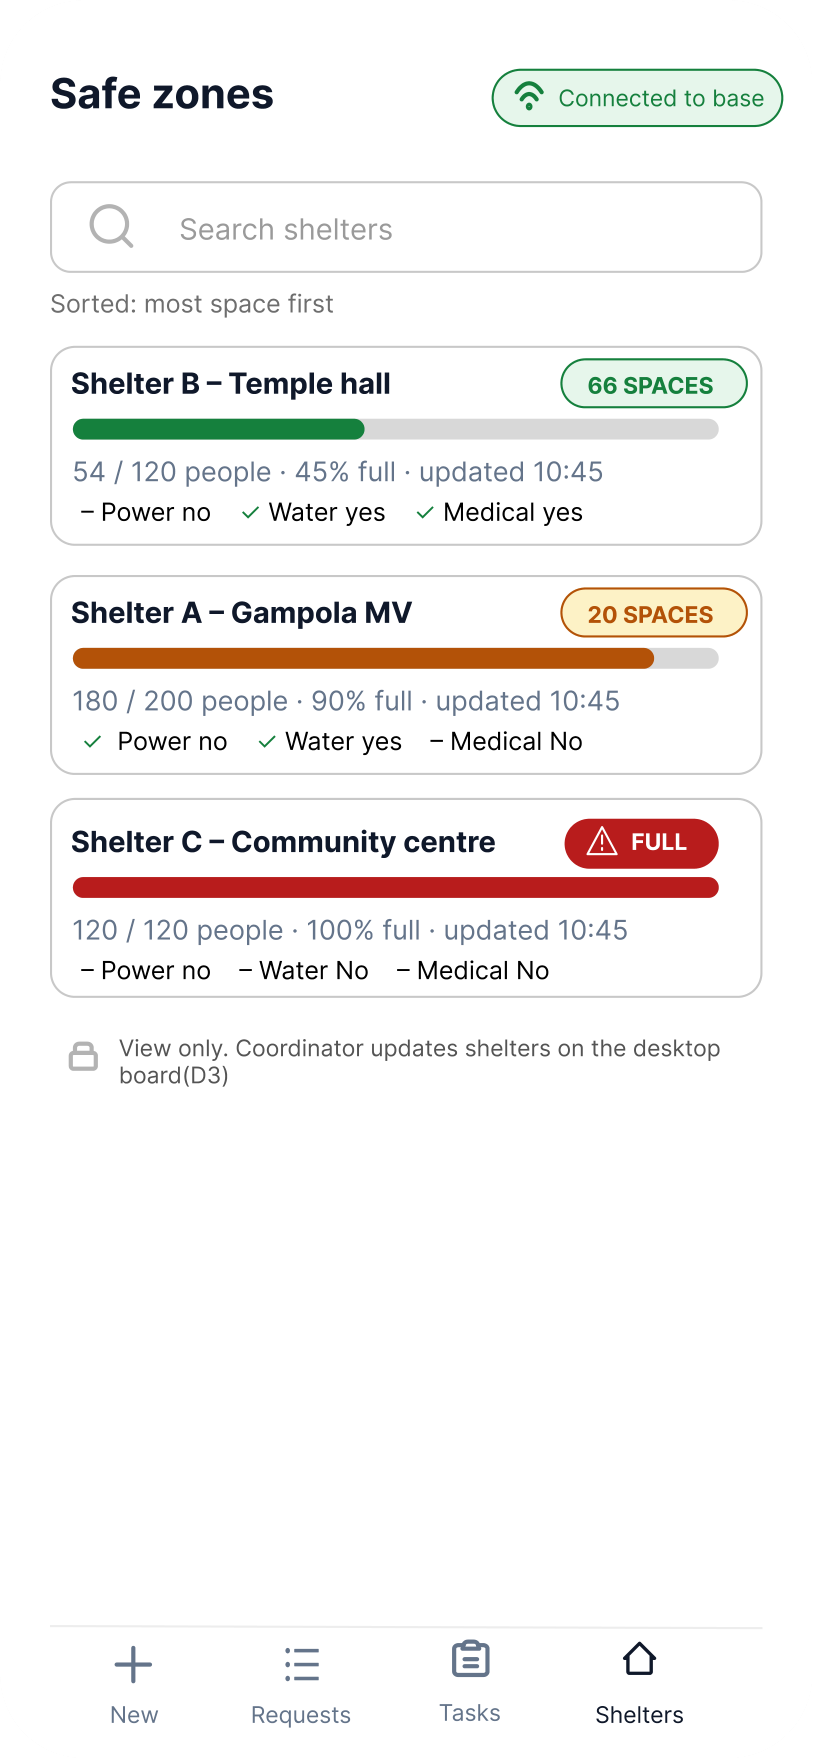 Safe zones
Connected to base
Search shelters
Sorted: most space first
Shelter B – Temple hall
66 SPACES
54 / 120 people · 45% full · updated 10:45
– Power no ✓ Water yes ✓ Medical yes
Shelter A – Gampola MV
20 SPACES
180 / 200 people · 90% full · updated 10:45
✓ Power no ✓ Water yes – Medical No
Shelter C – Community centre
FULL
120 / 120 people · 100% full · updated 10:45
– Power no – Water No – Medical No
View only. Coordinator updates shelters on the desktop
board(D3)
New Requests Tasks Shelters